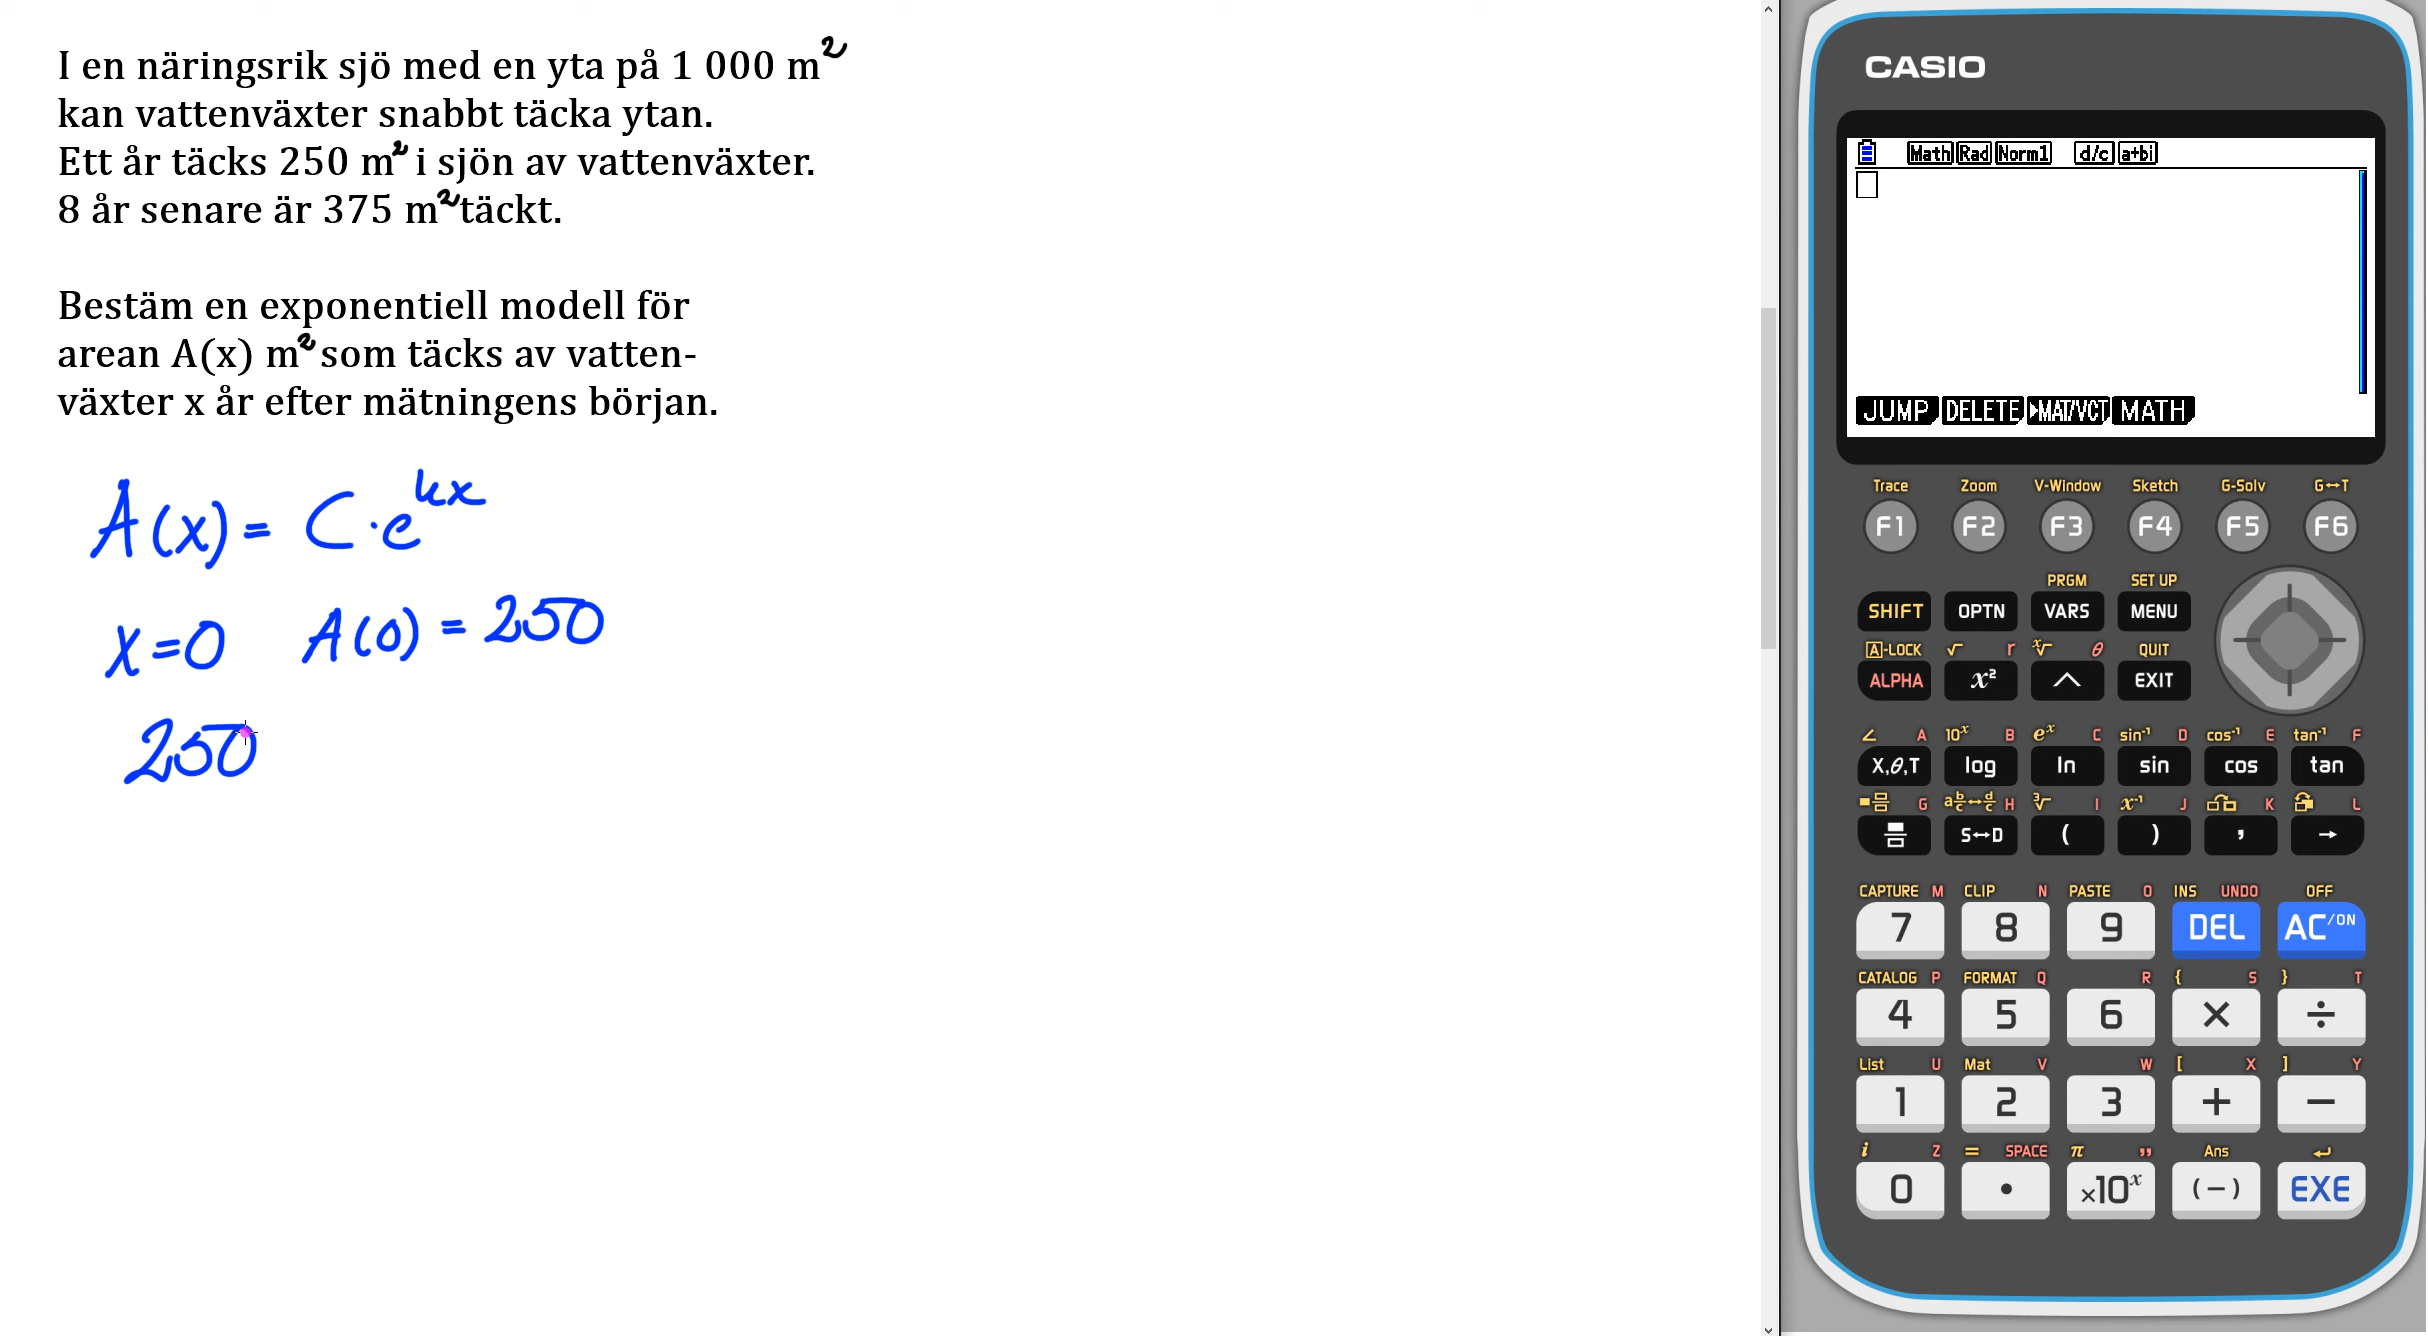 I en näringsrik sjö med en yta på 1 000 m²
kan vattenväxter snabbt täcka ytan.
Ett år täcks 250 m² i sjön av vattenväxter.
8 år senare är 375 m² täckt.
Bestäm en exponentiell modell för
arean A(x) m² som täcks av vatten-
växter x år efter mätningens början.
A(x) = C · e^kx
x=0 A(0) = 250
250
CASIO
Math Rad Norm1 d/c a+bi
JUMP DELETE ▸MAT/VCT MATH
Trace Zoom V-Window Sketch G-Solv G↔T
F1 F2 F3 F4 F5 F6
PRGM SET UP
SHIFT OPTN VARS MENU
A-LOCK √ r ˣ√ θ QUIT
ALPHA x² ^ EXIT
∠ A 10ˣ B eˣ C sin⁻¹ D cos⁻¹ E tan⁻¹ F
X,θ,T log ln sin cos tan
G a b/c↔d/c H ³√ I x⁻¹ J K L
S↔D ( ) , →
CAPTURE M CLIP N PASTE O INS UNDO OFF
7 8 9 DEL AC/ON
CATALOG P FORMAT Q R { S } T
4 5 6 × ÷
List U Mat V W [ X ] Y
1 2 3 + −
i Z = SPACE π " Ans ↵
0 • ×10ˣ (−) EXE